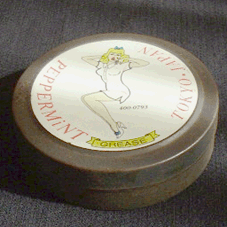 PEPPERMiNT
TOKYO, JAPAN
GREASE